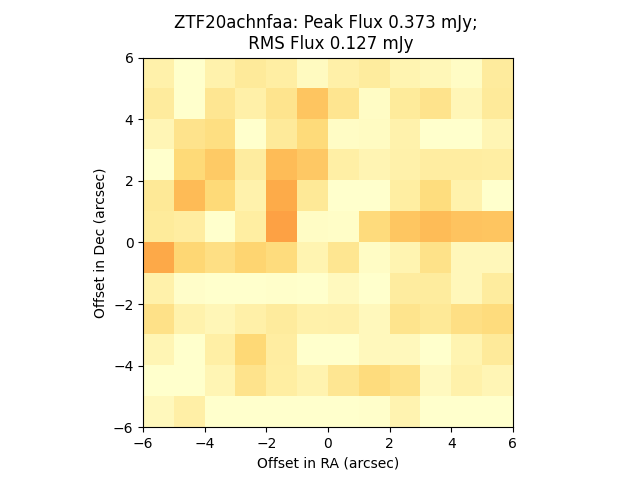 ZTF20achnfaa: Peak Flux 0.373 mJy;
RMS Flux 0.127 mJy
6
4
2
0
−2
−4
−6
Offset in Dec (arcsec)
−6 −4 −2 0 2 4 6
Offset in RA (arcsec)